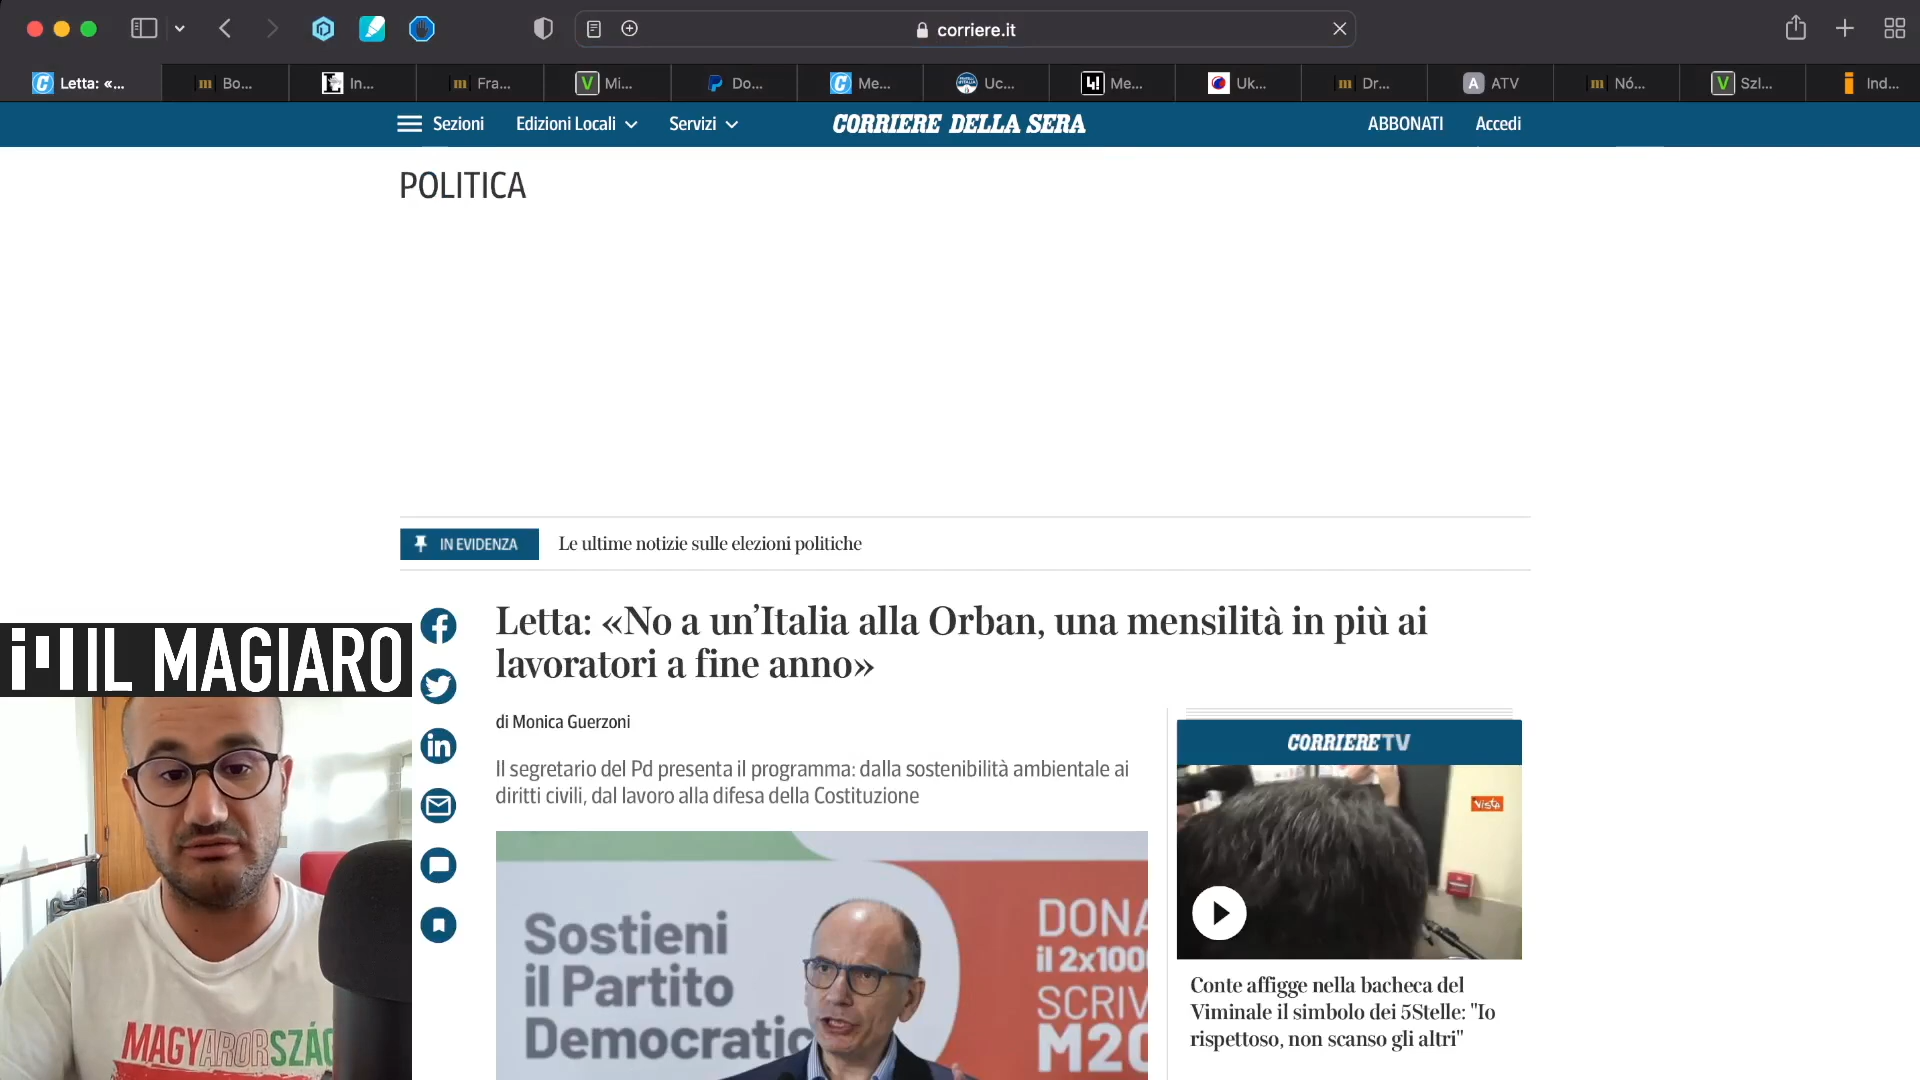 corriere.it
Letta: «...
Bo...
In...
Fra...
Mi...
Do...
Me...
Uc...
Me...
Uk...
Dr...
ATV
Nó...
Szl...
Ind...
Sezioni
Edizioni Locali
Servizi
CORRIERE DELLA SERA
ABBONATI
Accedi
POLITICA
IN EVIDENZA
Le ultime notizie sulle elezioni politiche
Letta: «No a un'Italia alla Orban, una mensilità in più ai
lavoratori a fine anno»
di Monica Guerzoni
Il segretario del Pd presenta il programma: dalla sostenibilità ambientale ai
diritti civili, dal lavoro alla difesa della Costituzione
Sostieni
il Partito
Democratic
DONA
il 2x100
SCRIV
M20
CORRIERE TV
Vista
Conte affigge nella bacheca del
Viminale il simbolo dei 5Stelle: "Io
rispettoso, non scanso gli altri"
IL MAGIARO
MAGYARORSZÁG